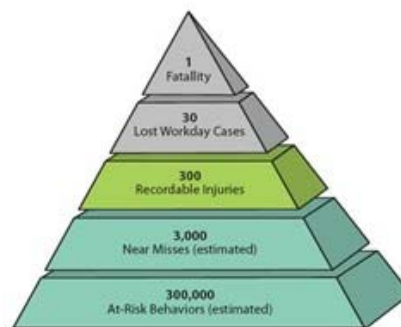 1
Fatallity
30
Lost Workday Cases
300
Recordable Injuries
3,000
Near Misses (estimated)
300,000
At-Risk Behaviors (estimated)